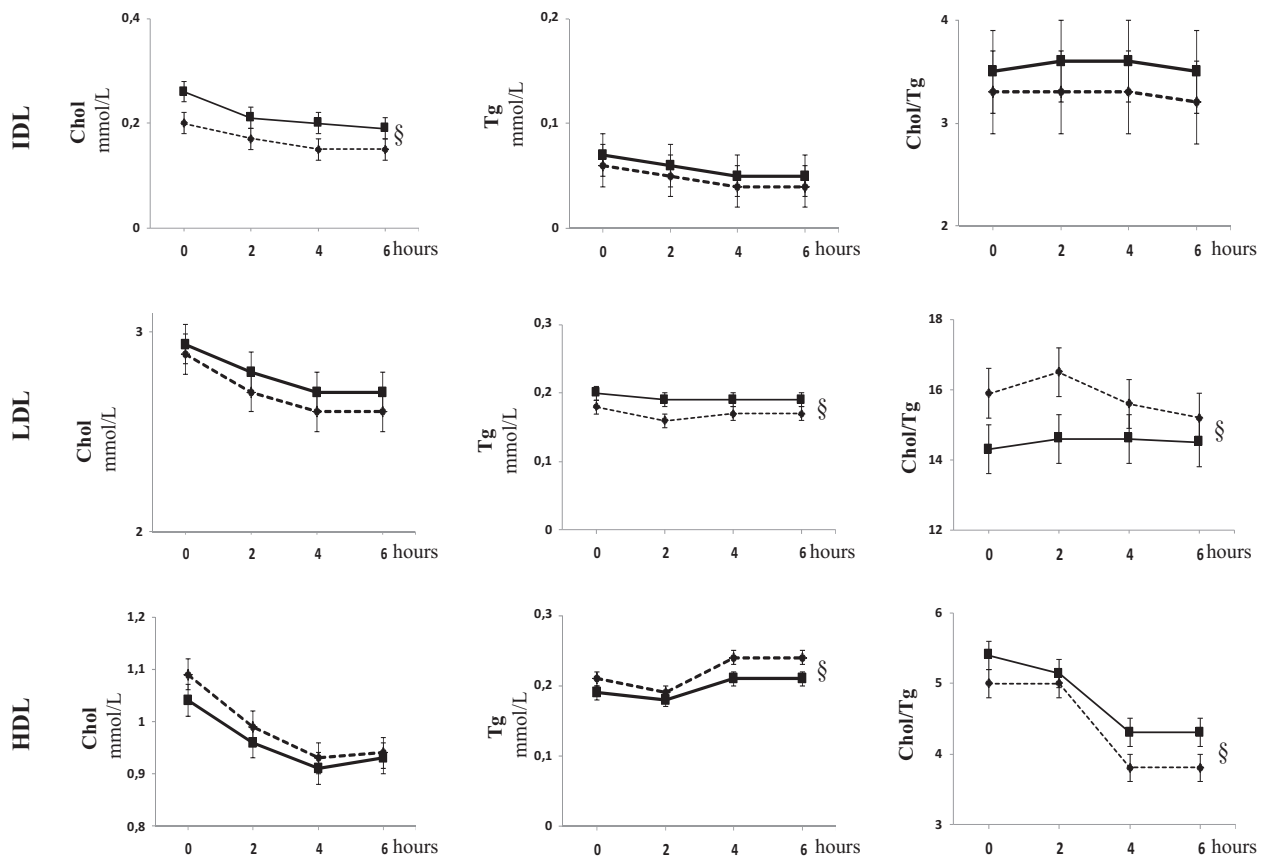 IDL
Chol
mmol/L
0,4
0,2
0
0 2 4 6 hours
§
Tg
mmol/L
0,2
0,1
0
0 2 4 6 hours
Chol/Tg
4
3
2
0 2 4 6 hours
LDL
Chol
mmol/L
3
2
0 2 4 6 hours
Tg
mmol/L
0,3
0,2
0,1
0
0 2 4 6 hours
§
Chol/Tg
18
16
14
12
0 2 4 6 hours
§
HDL
Chol
mmol/L
1,2
1,1
1
0,9
0,8
0 2 4 6 hours
Tg
mmol/L
0,3
0,2
0,1
0
0 2 4 6 hours
§
Chol/Tg
6
5
4
3
0 2 4 6 hours
§